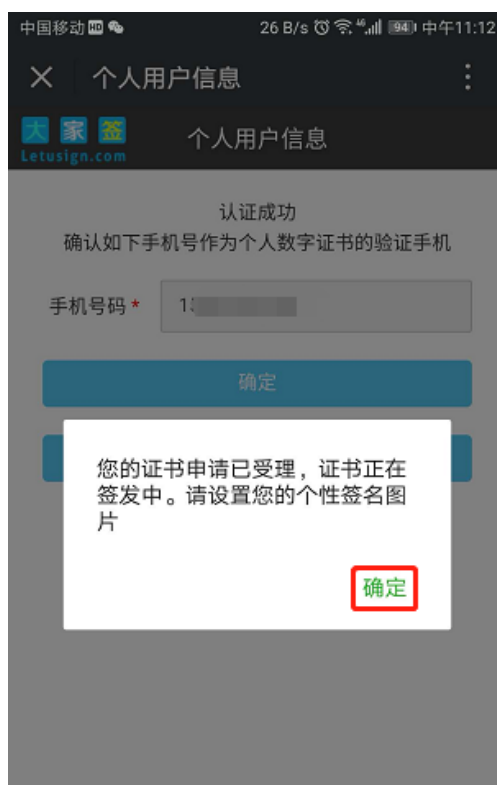 中国移动 HD 26 B/s 46 94 中午11:12
个人用户信息
大家签 个人用户信息
Letusign.com
认证成功
确认如下手机号作为个人数字证书的验证手机
手机号码 * 1
确定
您的证书申请已受理，证书正在
签发中。请设置您的个性签名图
片
确定